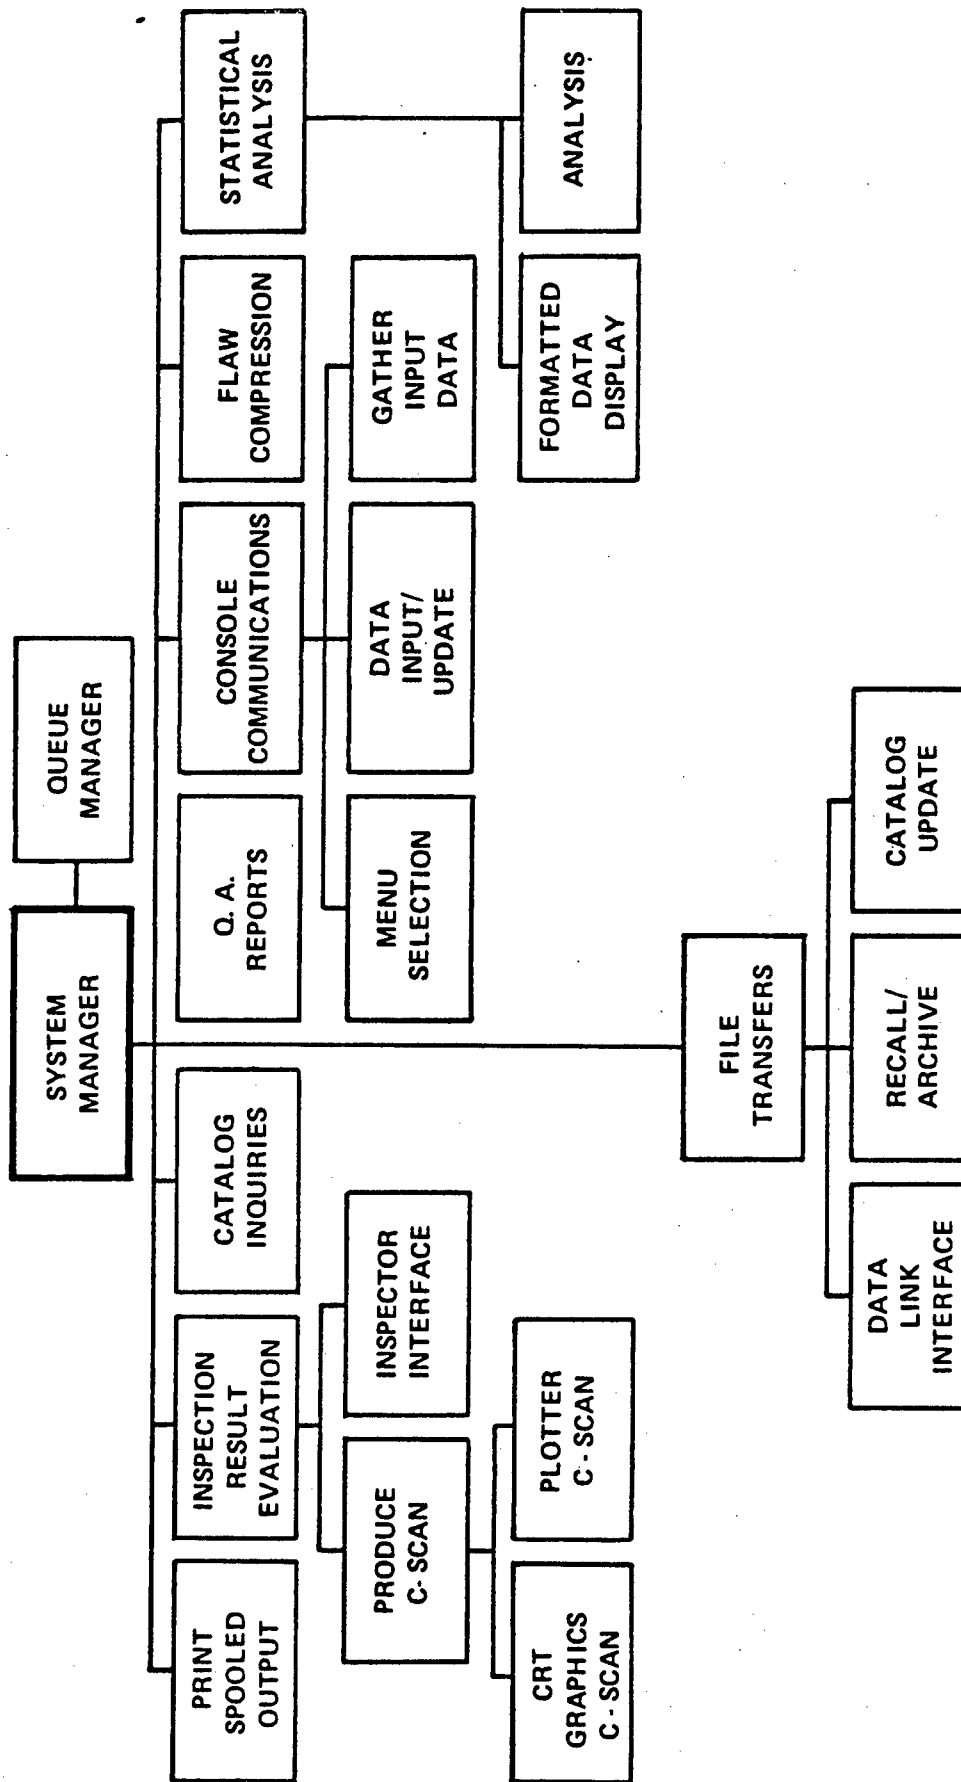 SYSTEM
MANAGER
QUEUE
MANAGER
PRINT
SPOOLED
OUTPUT
INSPECTION
RESULT
EVALUATION
CATALOG
INQUIRIES
Q. A.
REPORTS
CONSOLE
COMMUNICATIONS
FLAW
COMPRESSION
STATISTICAL
ANALYSIS
PRODUCE
C-SCAN
INSPECTOR
INTERFACE
MENU
SELECTION
DATA
INPUT/
UPDATE
GATHER
INPUT
DATA
CRT
GRAPHICS
C - SCAN
PLOTTER
C - SCAN
FORMATTED
DATA
DISPLAY
ANALYSIS
FILE
TRANSFERS
DATA
LINK
INTERFACE
RECALL/
ARCHIVE
CATALOG
UPDATE